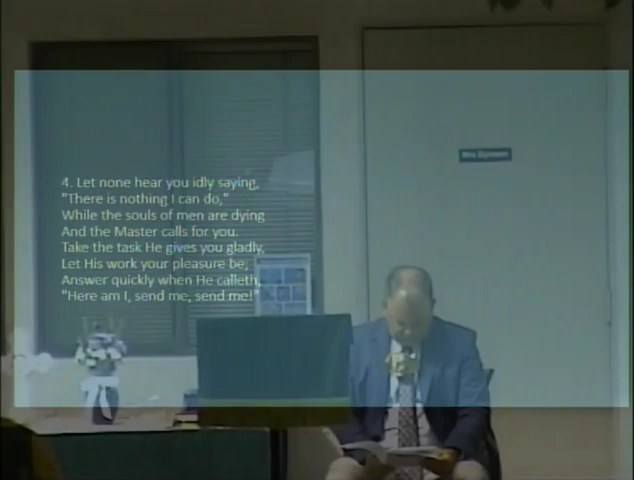 4. Let none hear you idly saying,
"There is nothing I can do,"
While the souls of men are dying
And the Master calls for you.
Take the task He gives you gladly,
Let His work your pleasure be,
Answer quickly when He calleth,
"Here am I, send me, send me!"